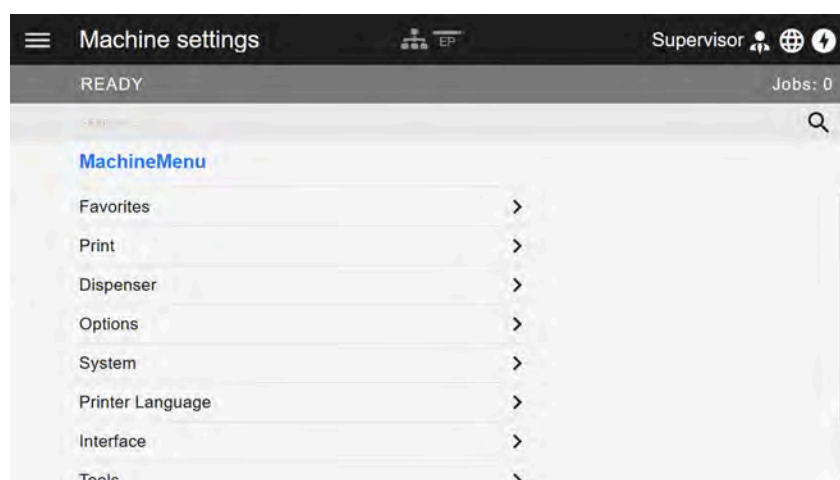 Machine settings EP Supervisor
READY Jobs: 0
MachineMenu
Favorites
Print
Dispenser
Options
System
Printer Language
Interface
Tools